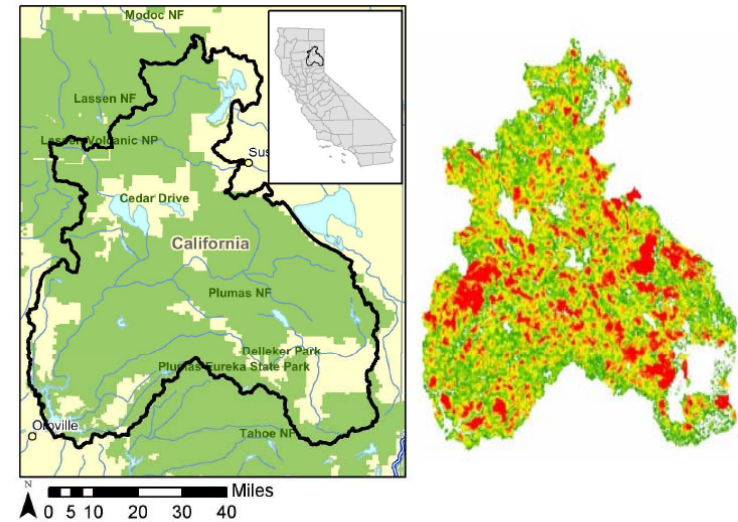 Modoc NF
Lassen NF
Lassen Volcanic NP
Sus
Cedar Drive
California
Plumas NF
Delleker Park
Plumas Eureka State Park
Oroville
Tahoe NF
N
0 5 10 20 30 40 Miles